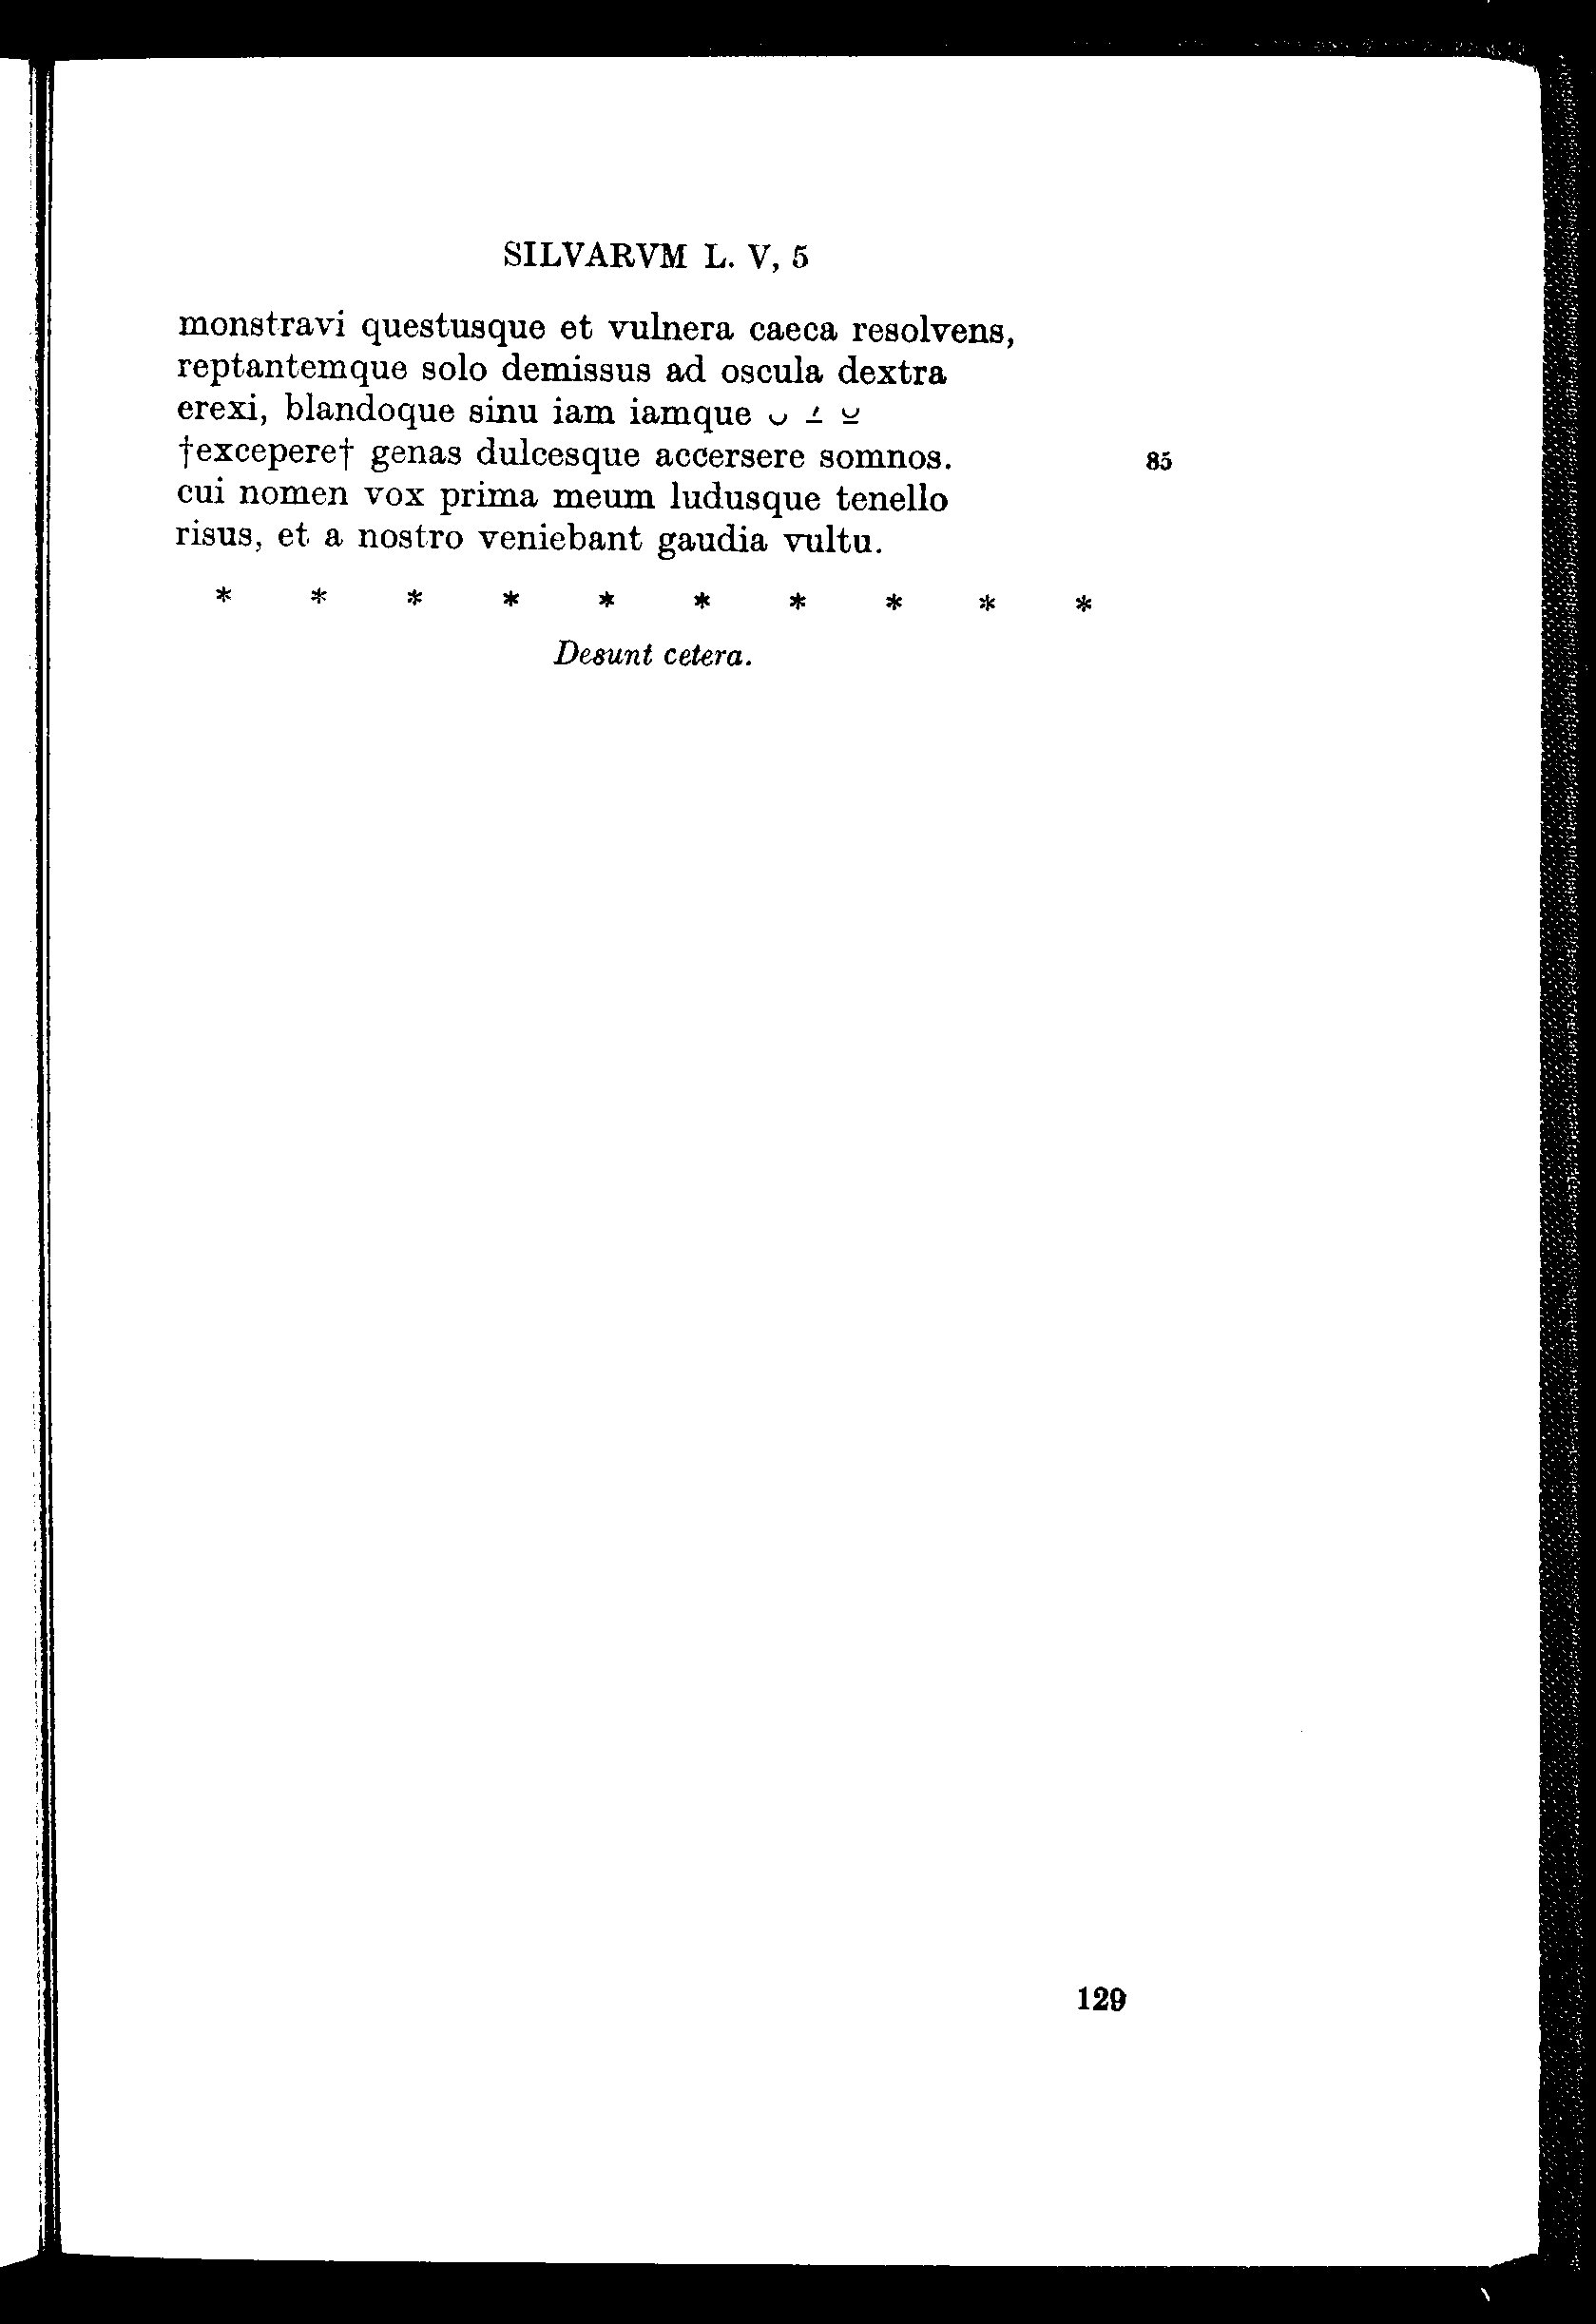 SILVARVM L. V, 5
monstravi questusque et vulnera caeca resolvens,
reptantemque solo demissus ad oscula dextra
erexi, blandoque sinu iam iamque ⏑ –́ ⏓
†excepere† genas dulcesque accersere somnos. 85
cui nomen vox prima meum ludusque tenello
risus, et a nostro veniebant gaudia vultu.
* * * * * * * * * *
Desunt cetera.
129